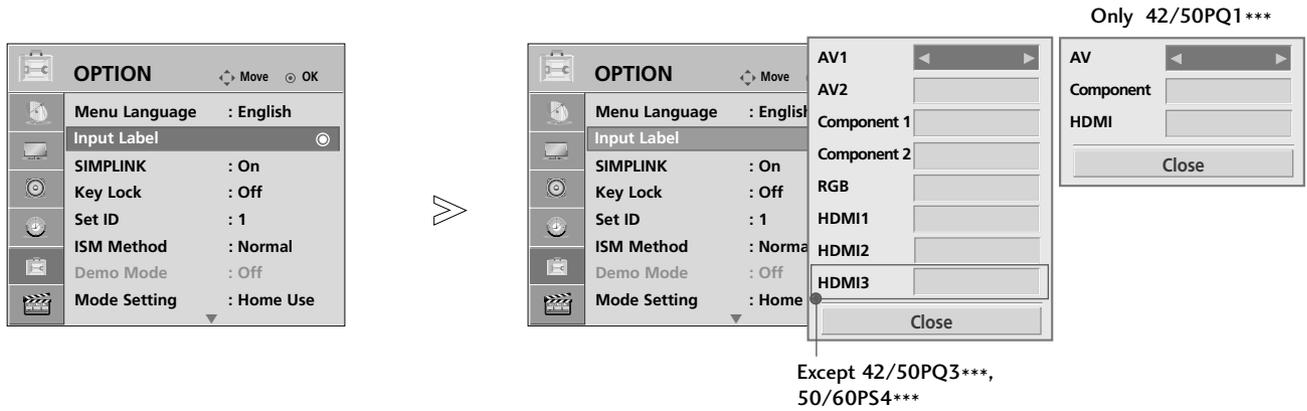 Only 42/50PQ1***
OPTION Move OK
Menu Language : English
Input Label
SIMPLINK : On
Key Lock : Off
Set ID : 1
ISM Method : Normal
Demo Mode : Off
Mode Setting : Home Use
OPTION Move
Menu Language : English
Input Label
SIMPLINK : On
Key Lock : Off
Set ID : 1
ISM Method : Norma
Demo Mode : Off
Mode Setting : Home
AV1
AV2
Component 1
Component 2
RGB
HDMI1
HDMI2
HDMI3
Close
AV
Component
HDMI
Close
Except 42/50PQ3***,
50/60PS4***